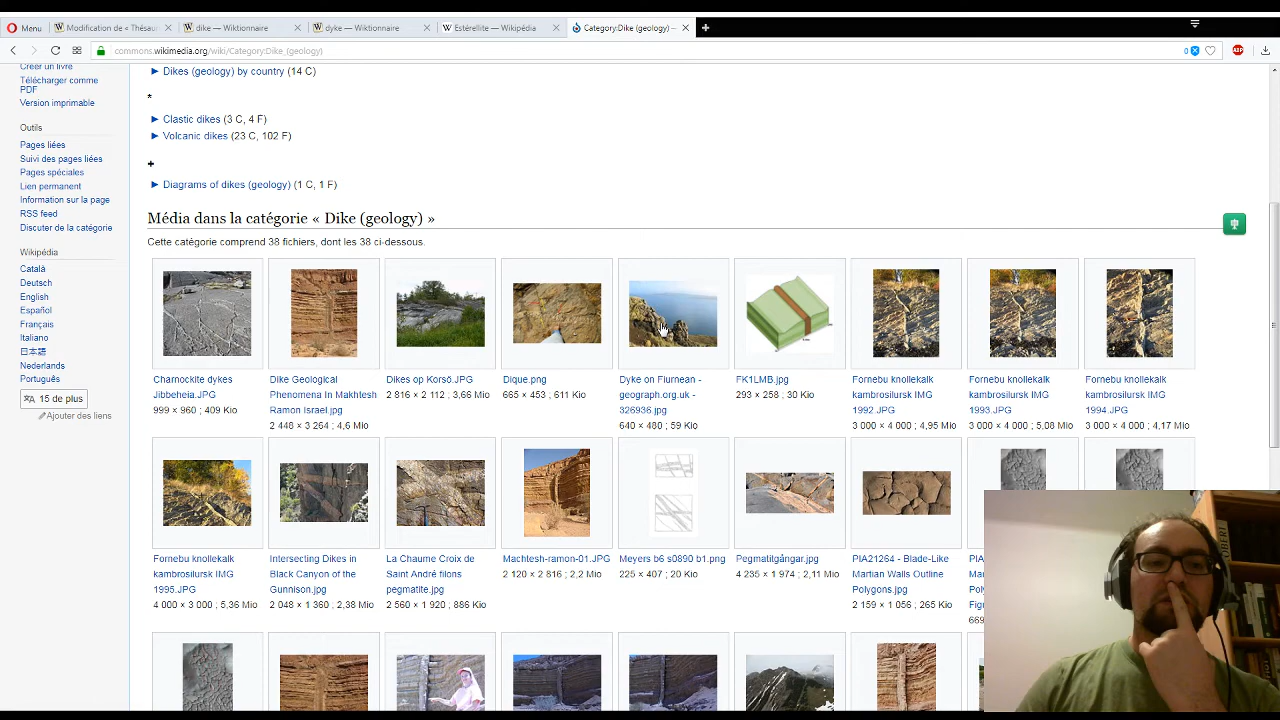 Menu
Modification de « Thésau
dike — Wiktionnaire
dyke — Wiktionnaire
Estérellite — Wikipédia
Category:Dike (geology) –
commons.wikimedia.org/wiki/Category:Dike_(geology)
0
ABP
Créer un livre
Télécharger comme
PDF
Version imprimable
Outils
Pages liées
Suivi des pages liées
Pages spéciales
Lien permanent
Information sur la page
RSS feed
Discuter de la catégorie
Wikipédia
Català
Deutsch
English
Español
Français
Italiano
日本語
Nederlands
Português
15 de plus
Ajouter des liens
Dikes (geology) by country (14 C)
*
Clastic dikes (3 C, 4 F)
Volcanic dikes (23 C, 102 F)
+
Diagrams of dikes (geology) (1 C, 1 F)
Média dans la catégorie « Dike (geology) »
Cette catégorie comprend 38 fichiers, dont les 38 ci-dessous.
Charnockite dykes
Jibbeheia.JPG
999 × 960 ; 409 Kio
Dike Geological
Phenomena In Makhtesh
Ramon Israel.jpg
2 448 × 3 264 ; 4,6 Mio
Dikes op Korsö.JPG
2 816 × 2 112 ; 3,66 Mio
Dique.png
665 × 453 ; 611 Kio
Dyke on Fiurnean -
geograph.org.uk -
326936.jpg
640 × 480 ; 59 Kio
FK1LMB.jpg
293 × 258 ; 30 Kio
Fornebu knollekalk
kambrosilursk IMG
1992.JPG
3 000 × 4 000 ; 4,95 Mio
Fornebu knollekalk
kambrosilursk IMG
1993.JPG
3 000 × 4 000 ; 5,08 Mio
Fornebu knollekalk
kambrosilursk IMG
1994.JPG
3 000 × 4 000 ; 4,17 Mio
Fornebu knollekalk
kambrosilursk IMG
1995.JPG
4 000 × 3 000 ; 5,36 Mio
Intersecting Dikes in
Black Canyon of the
Gunnison.jpg
2 048 × 1 360 ; 2,38 Mio
La Chaume Croix de
Saint André filons
pegmatite.jpg
2 560 × 1 920 ; 886 Kio
Machtesh-ramon-01.JPG
2 120 × 2 816 ; 2,2 Mio
Meyers b6 s0890 b1.png
225 × 407 ; 20 Kio
Pegmatitgångar.jpg
4 235 × 1 974 ; 2,11 Mio
PIA21264 - Blade-Like
Martian Walls Outline
Polygons.jpg
2 159 × 1 056 ; 265 Kio